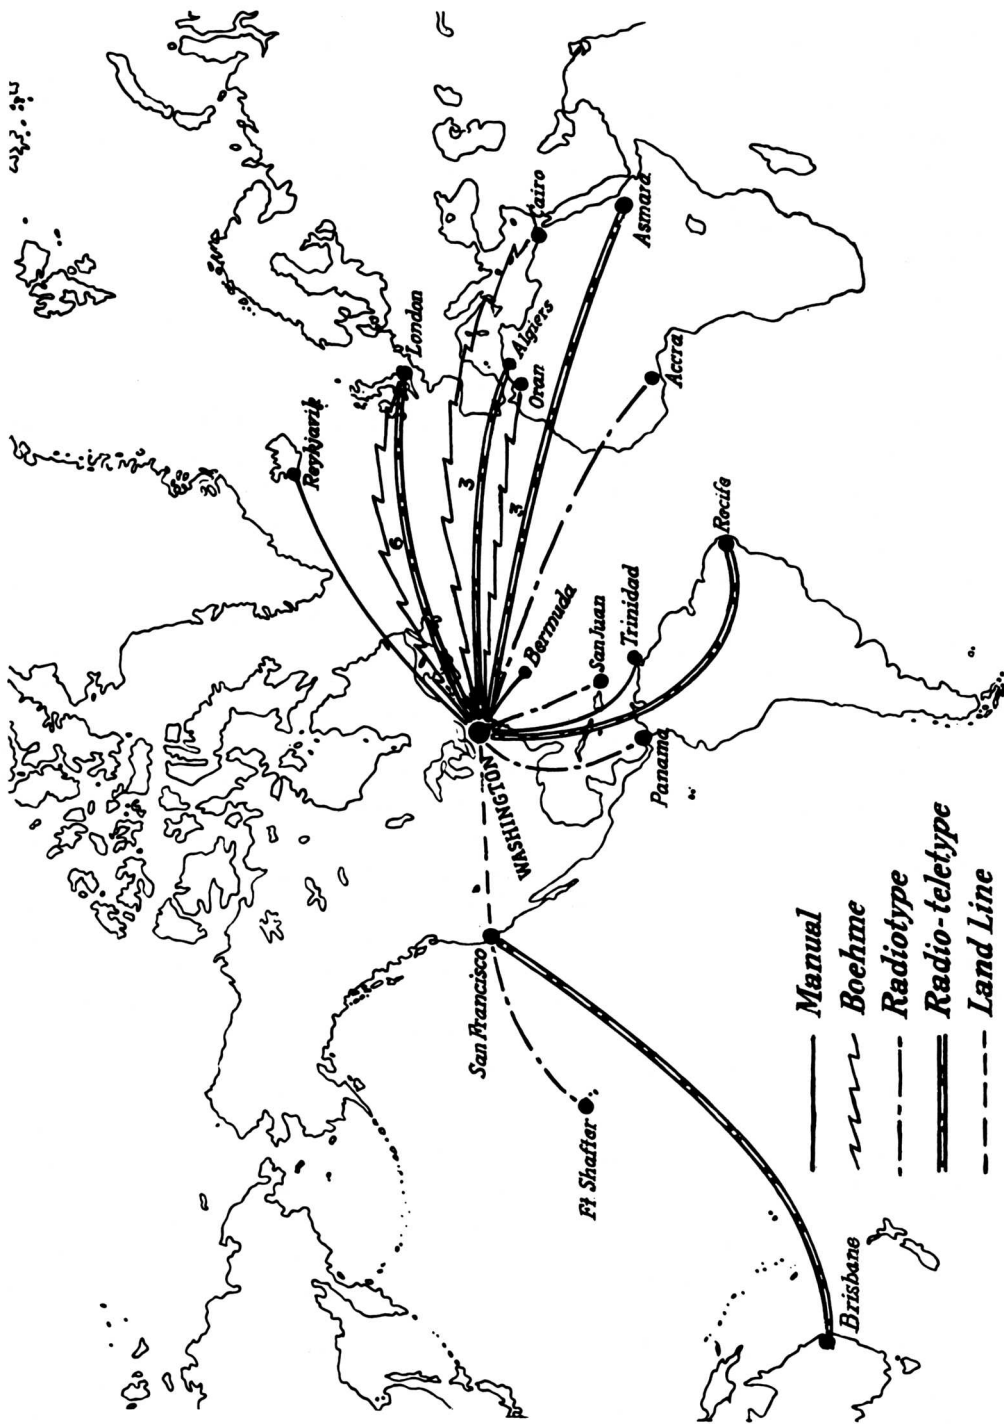 Reykjavik
London
Cairo
Algiers
Oran
Asmara
Accra
6
3
3
Bermuda
San Juan
Trinidad
Recife
Panama
WASHINGTON
San Francisco
Ft Shafter
Brisbane
Manual
Boehme
Radiotype
Radio-teletype
Land Line